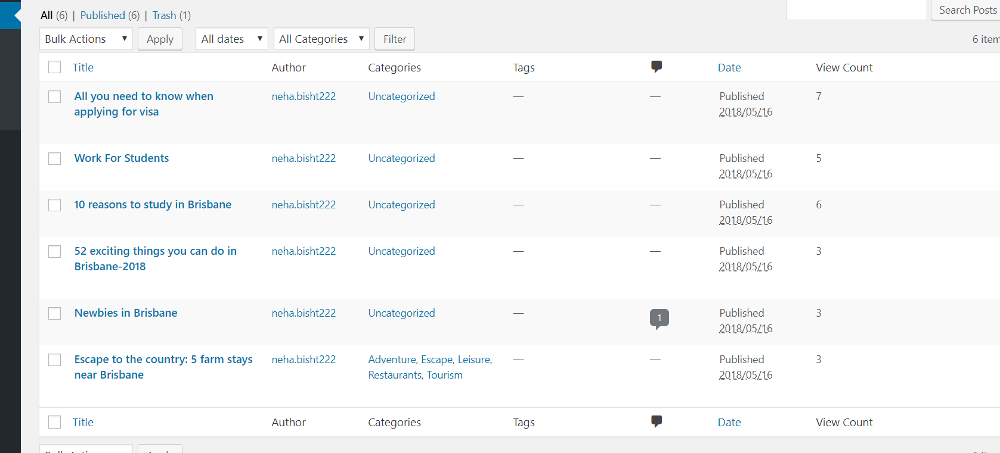 All (6) | Published (6) | Trash (1)
Search Posts
Bulk Actions ▼ Apply All dates ▼ All Categories ▼ Filter
6 item
Title Author Categories Tags Date View Count
All you need to know when applying for visa
neha.bisht222 Uncategorized — — Published 7
2018/05/16
Work For Students neha.bisht222 Uncategorized — — Published 5
2018/05/16
10 reasons to study in Brisbane neha.bisht222 Uncategorized — — Published 6
2018/05/16
52 exciting things you can do in Brisbane-2018
neha.bisht222 Uncategorized — — Published 3
2018/05/16
Newbies in Brisbane neha.bisht222 Uncategorized — 1 Published 3
2018/05/16
Escape to the country: 5 farm stays near Brisbane
neha.bisht222 Adventure, Escape, Leisure, Restaurants, Tourism — — Published 3
2018/05/16
Title Author Categories Tags Date View Count